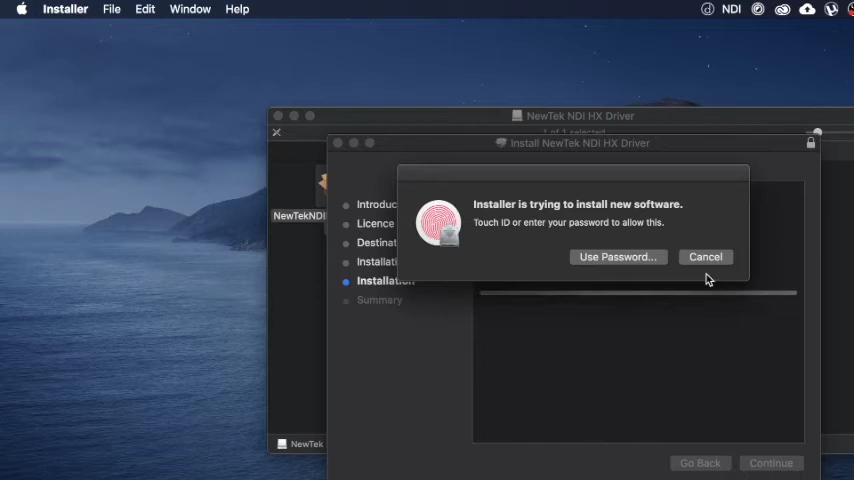 Installer File Edit Window Help NDI
NewTek NDI HX Driver
1 of 1 selected
Install NewTek NDI HX Driver
Installer is trying to install new software.
Touch ID or enter your password to allow this.
Use Password... Cancel
NewTekNDI
Introduc
Licence
Destinat
Installati
Installation
Summary
NewTek
Go Back Continue